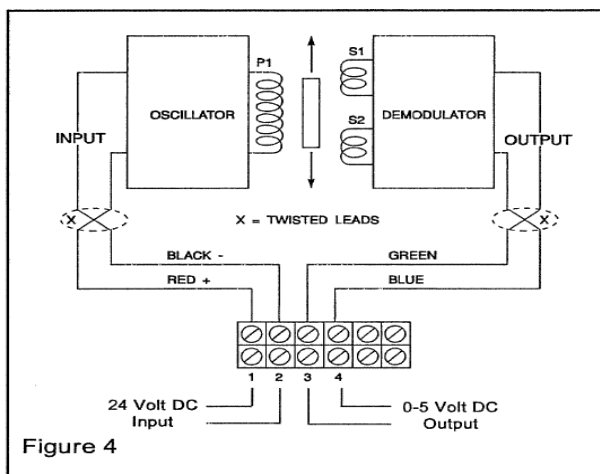 P1
S1
OSCILLATOR
S2
DEMODULATOR
INPUT
OUTPUT
X
X = TWISTED LEADS
X
BLACK -
GREEN
RED +
BLUE
1 2 3 4
24 Volt DC
Input
0-5 Volt DC
Output
Figure 4